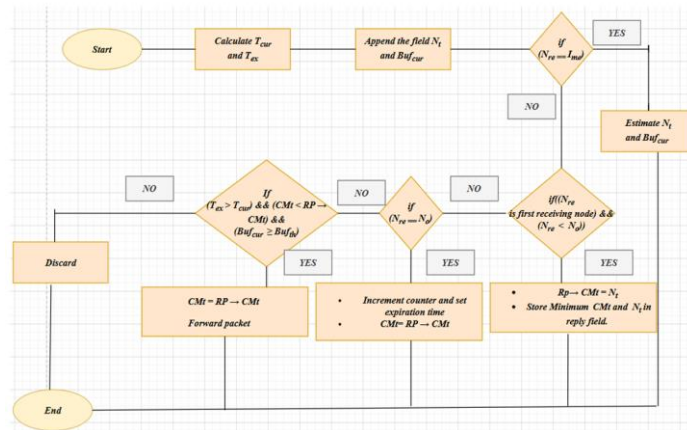 Start
Calculate T_cur
and T_ex
Append the field N_t
and Buf_cur
if
(N_re == I_me)
YES
NO
Estimate N_t
and Buf_cur
NO
If
(T_ex > T_cur) && (CMt < RP →
CMt) &&
(Buf_cur ≥ Buf_th)
NO
if
(N_re == N_o)
NO
if((N_re
is first receiving node) &&
(N_re < N_o))
Discard
YES
YES
YES
CMt = RP → CMt
Forward packet
• Increment counter and set
expiration time
• CMt= RP → CMt
• Rp→ CMt = N_t
• Store Minimum CMt and N_t in
reply field.
End